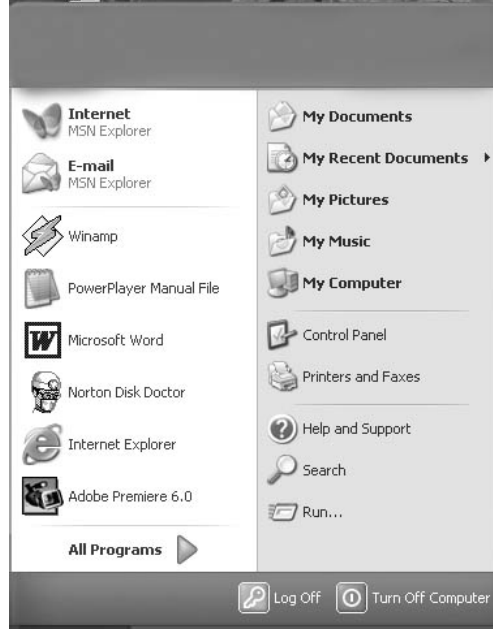 Internet
MSN Explorer
E-mail
MSN Explorer
Winamp
PowerPlayer Manual File
Microsoft Word
Norton Disk Doctor
Internet Explorer
Adobe Premiere 6.0
All Programs
My Documents
My Recent Documents
My Pictures
My Music
My Computer
Control Panel
Printers and Faxes
Help and Support
Search
Run...
Log Off
Turn Off Computer